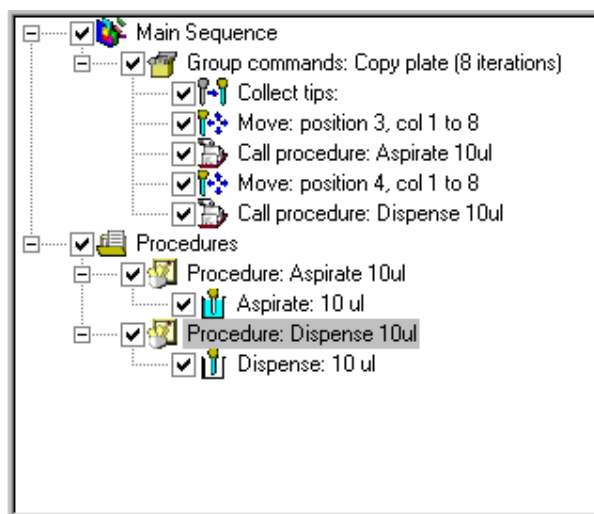 Main Sequence
Group commands: Copy plate (8 iterations)
Collect tips:
Move: position 3, col 1 to 8
Call procedure: Aspirate 10ul
Move: position 4, col 1 to 8
Call procedure: Dispense 10ul
Procedures
Procedure: Aspirate 10ul
Aspirate: 10 ul
Procedure: Dispense 10ul
Dispense: 10 ul